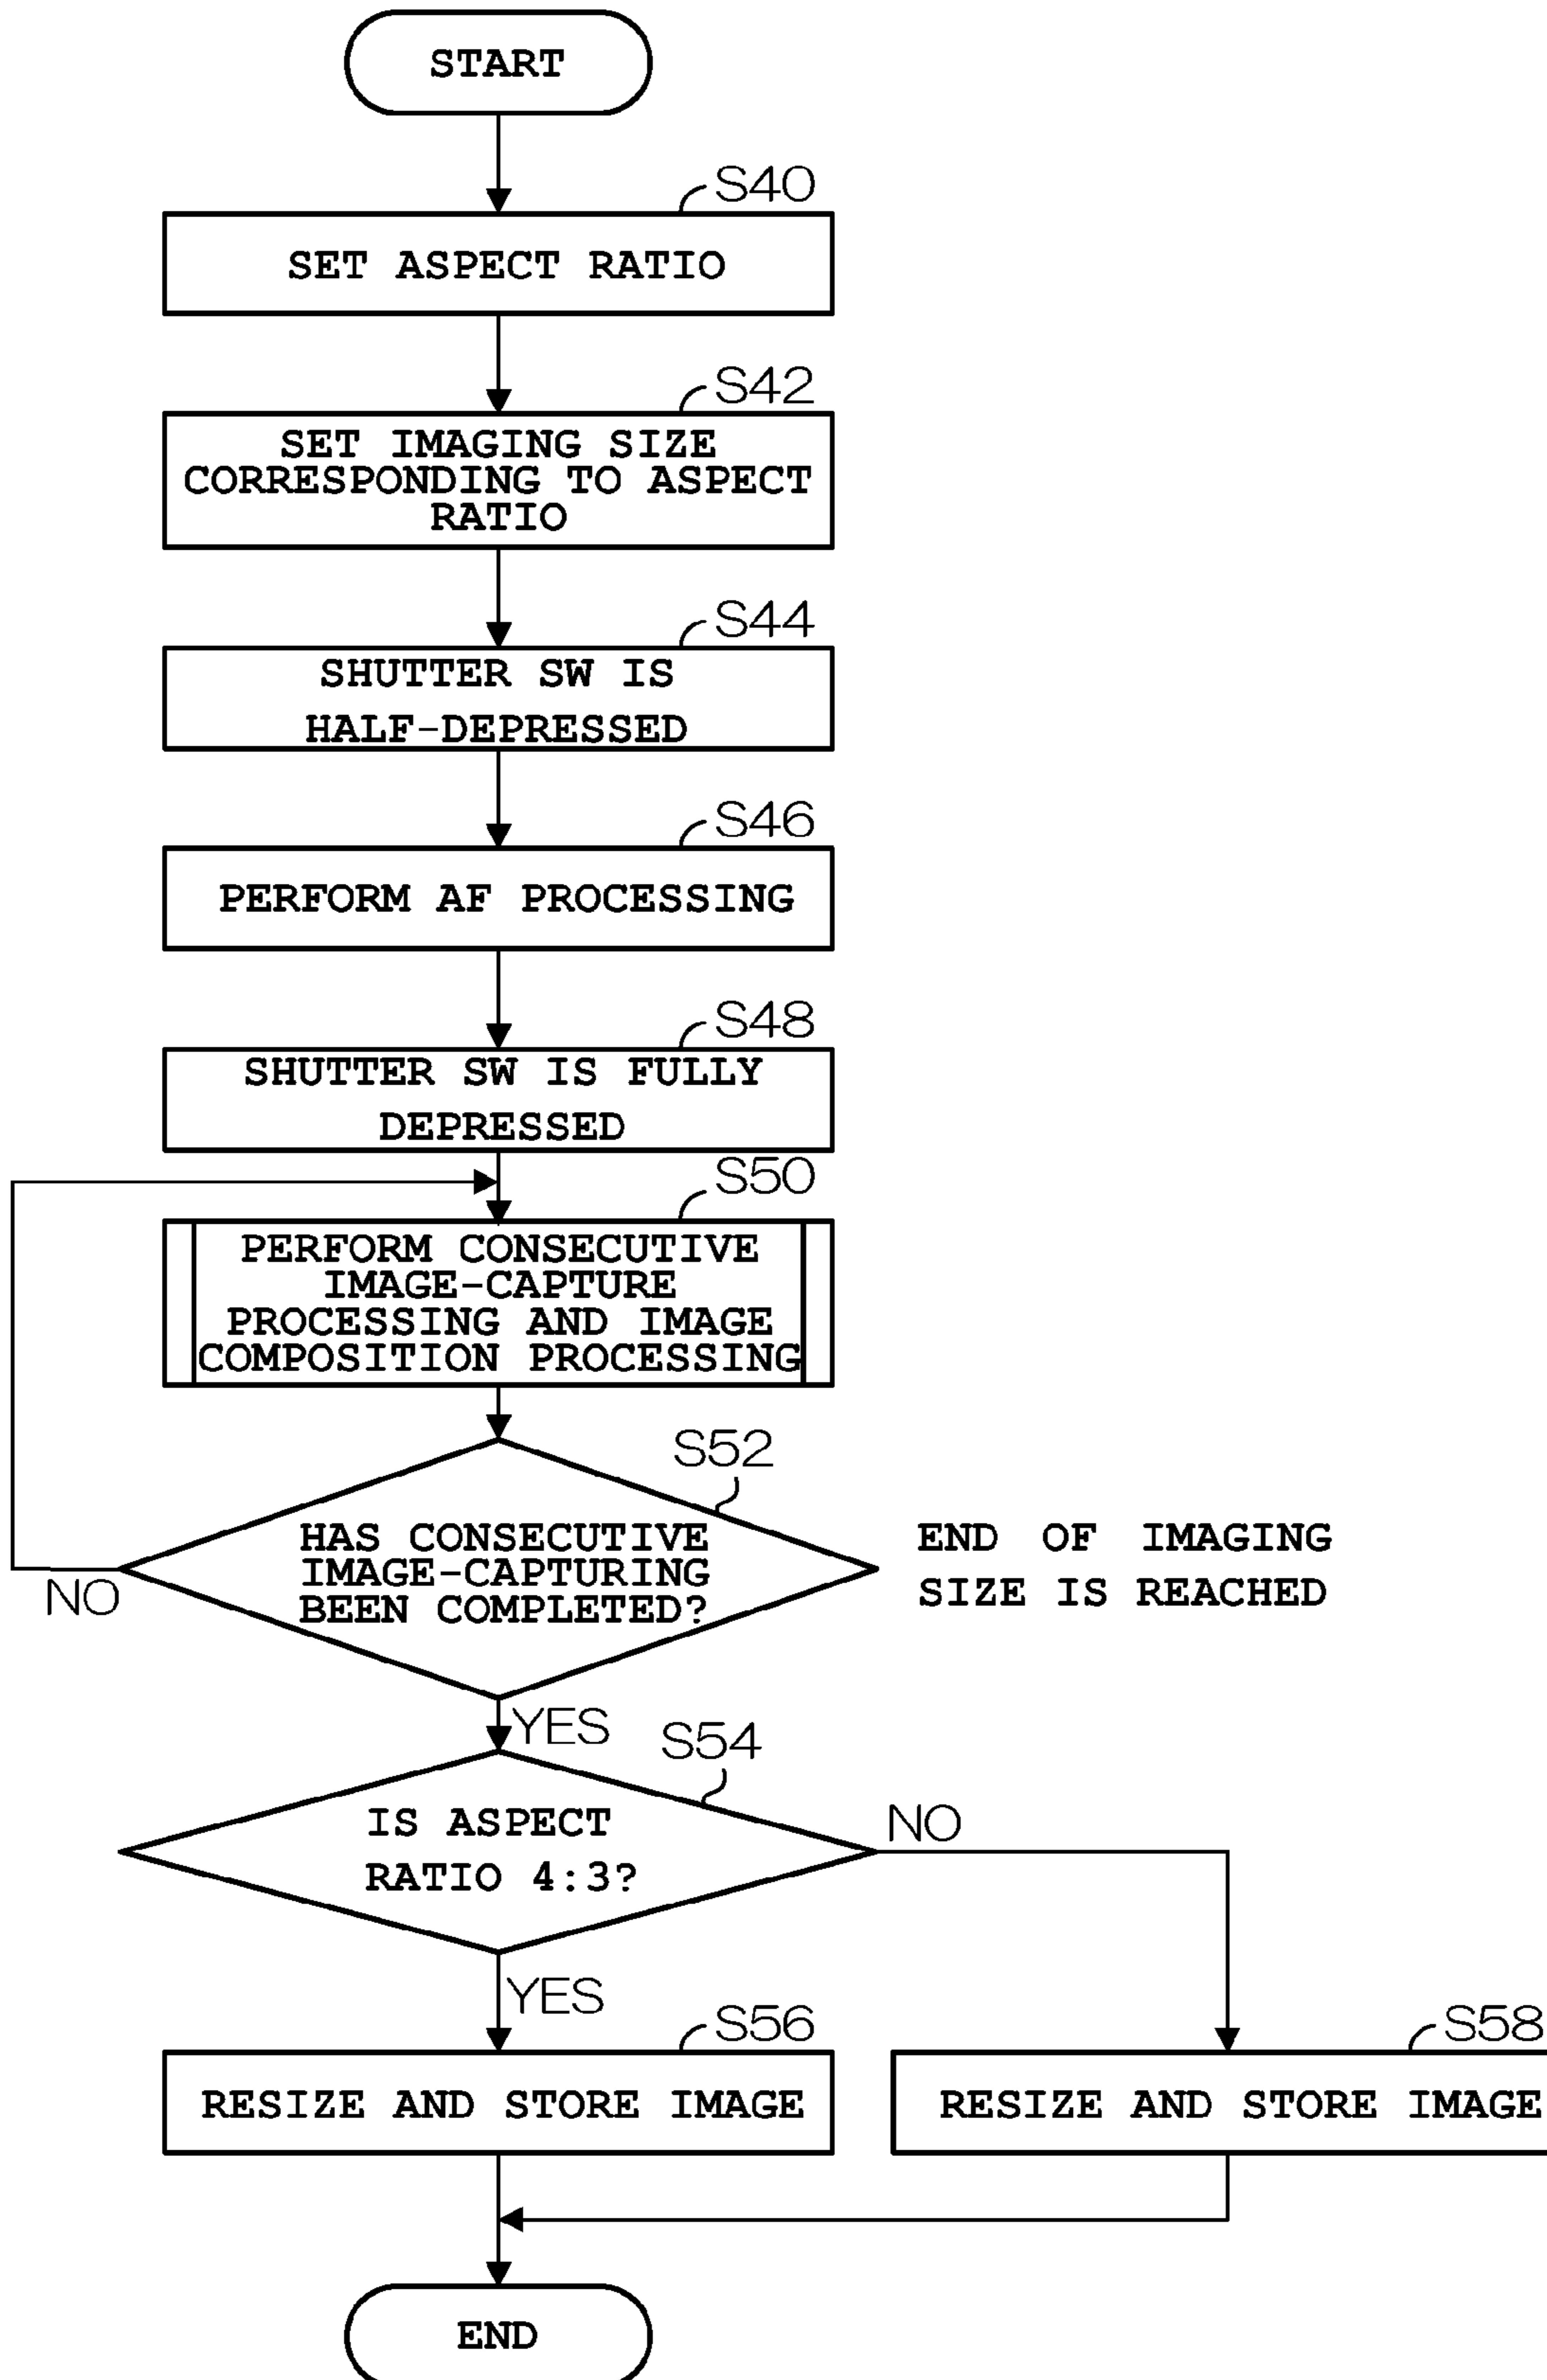 START
S40
SET ASPECT RATIO
S42
SET IMAGING SIZE
CORRESPONDING TO ASPECT
RATIO
S44
SHUTTER SW IS
HALF-DEPRESSED
S46
PERFORM AF PROCESSING
S48
SHUTTER SW IS FULLY
DEPRESSED
S50
PERFORM CONSECUTIVE
IMAGE-CAPTURE
PROCESSING AND IMAGE
COMPOSITION PROCESSING
S52
HAS CONSECUTIVE
IMAGE-CAPTURING
BEEN COMPLETED?
END OF IMAGING
SIZE IS REACHED
NO
YES
S54
IS ASPECT
RATIO 4:3?
NO
YES
S56
RESIZE AND STORE IMAGE
S58
RESIZE AND STORE IMAGE
END